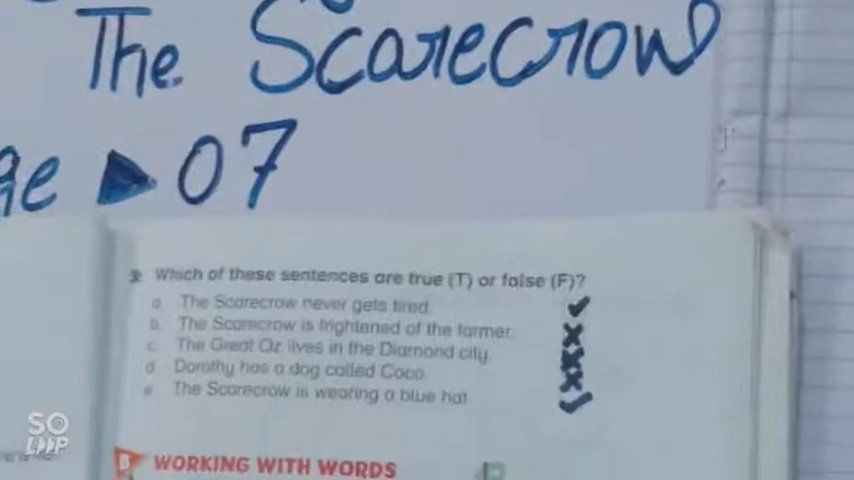 The Scarecrow
ge ▶ 07
2 Which of these sentences are true (T) or false (F)?
a The Scarecrow never gets tired. ✓
b. The Scarecrow is frightened of the farmer. ✗
c. The Great Oz lives in the Diamond city. ✗
d Dorothy has a dog called Coco. ✗
e The Scarecrow is wearing a blue hat. ✓
B WORKING WITH WORDS
SO
LOOP